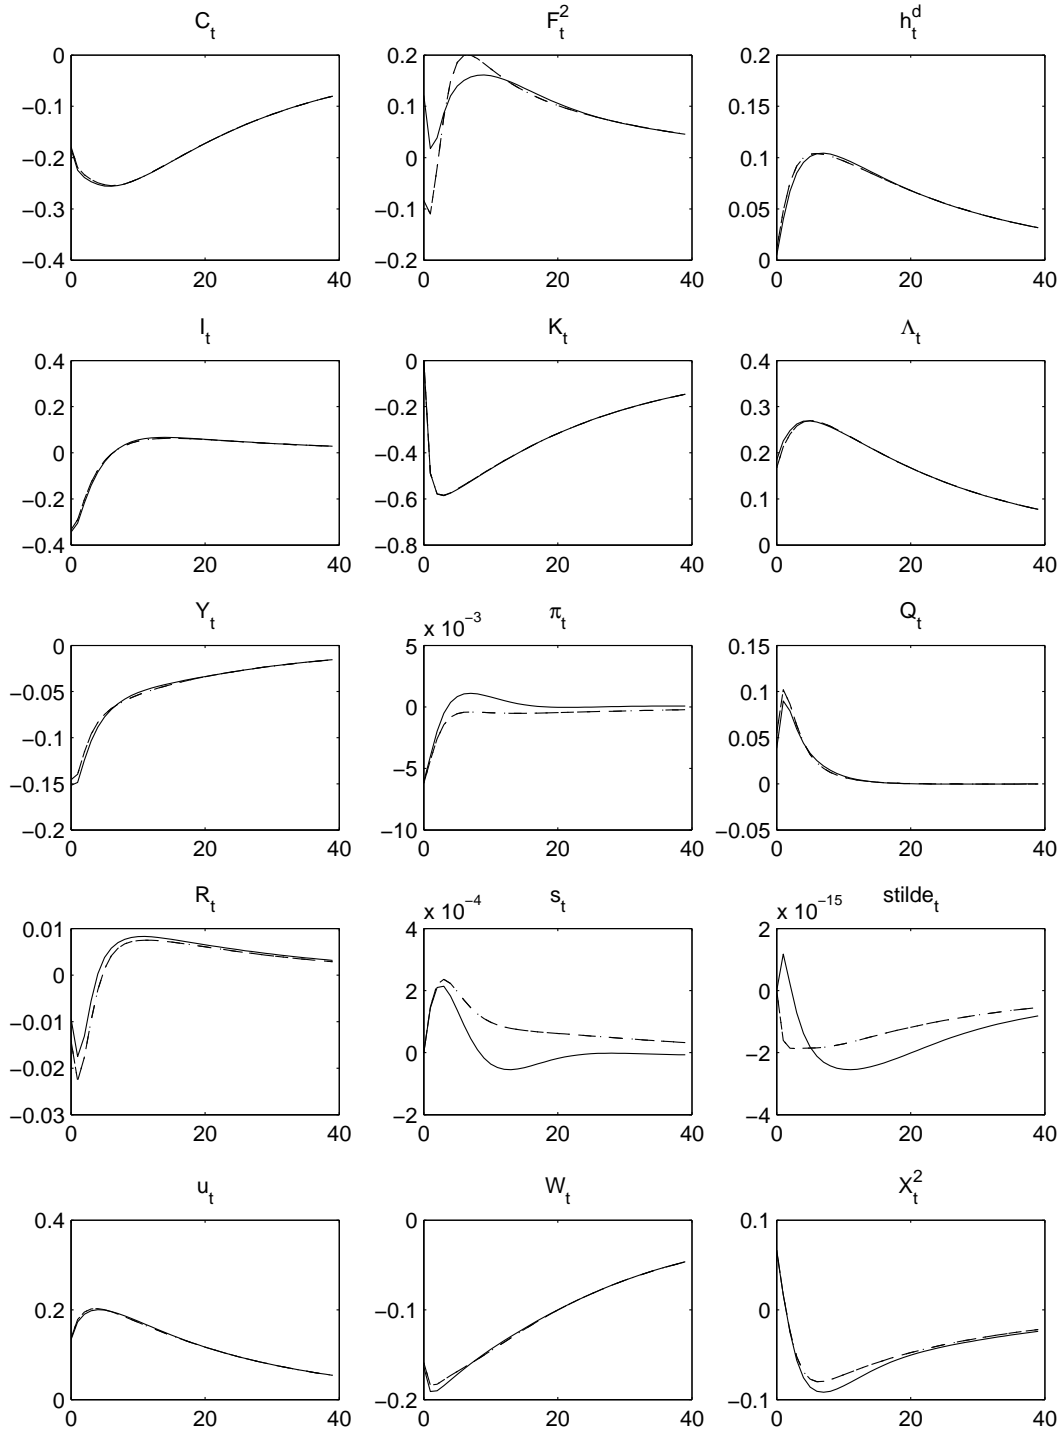 C_t
0
−0.1
−0.2
−0.3
−0.4
0 20 40
F_t^2
0.2
0.1
0
−0.1
−0.2
0 20 40
h_t^d
0.2
0.15
0.1
0.05
0
0 20 40
I_t
0.4
0.2
0
−0.2
−0.4
0 20 40
K_t
0
−0.2
−0.4
−0.6
−0.8
0 20 40
Λ_t
0.4
0.3
0.2
0.1
0
0 20 40
Y_t
0
−0.05
−0.1
−0.15
−0.2
0 20 40
π_t
x 10^−3
5
0
−5
−10
0 20 40
Q_t
0.15
0.1
0.05
0
−0.05
0 20 40
R_t
0.01
0
−0.01
−0.02
−0.03
0 20 40
s_t
x 10^−4
4
2
0
−2
0 20 40
stilde_t
x 10^−15
2
0
−2
−4
0 20 40
u_t
0.4
0.2
0
0 20 40
W_t
0
−0.1
−0.2
0 20 40
X_t^2
0.1
0
−0.1
0 20 40